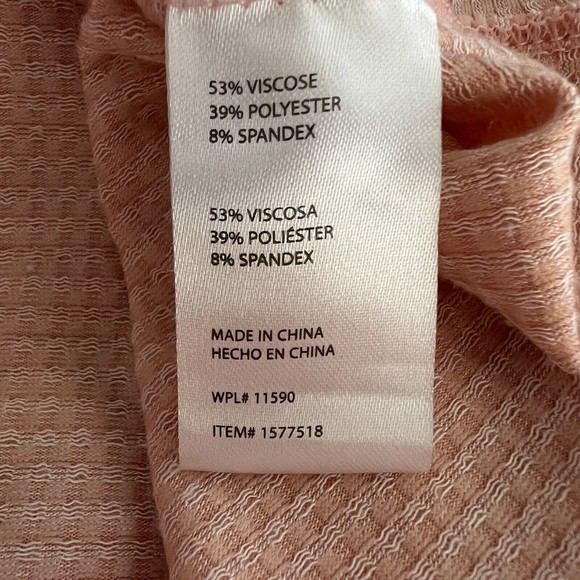 53% VISCOSE
39% POLYESTER
8% SPANDEX
53% VISCOSA
39% POLIÉSTER
8% SPANDEX
MADE IN CHINA
HECHO EN CHINA
WPL# 11590
ITEM# 1577518